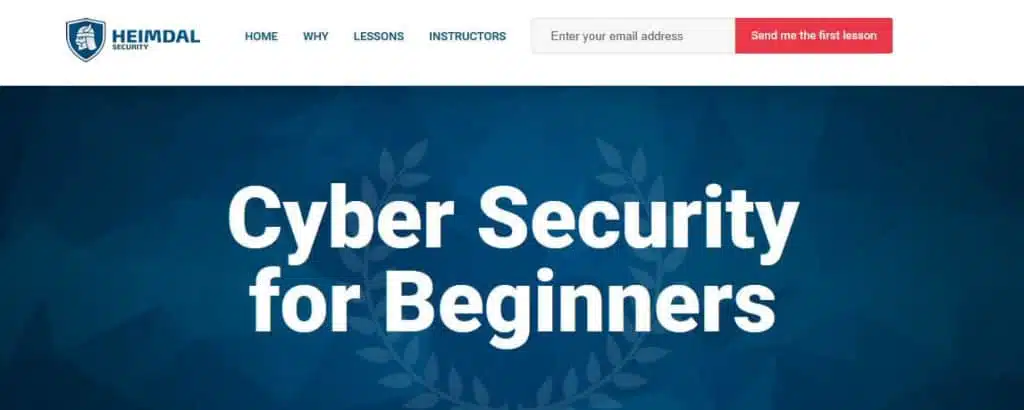 HEIMDAL
SECURITY
HOME WHY LESSONS INSTRUCTORS Enter your email address Send me the first lesson
Cyber Security
for Beginners